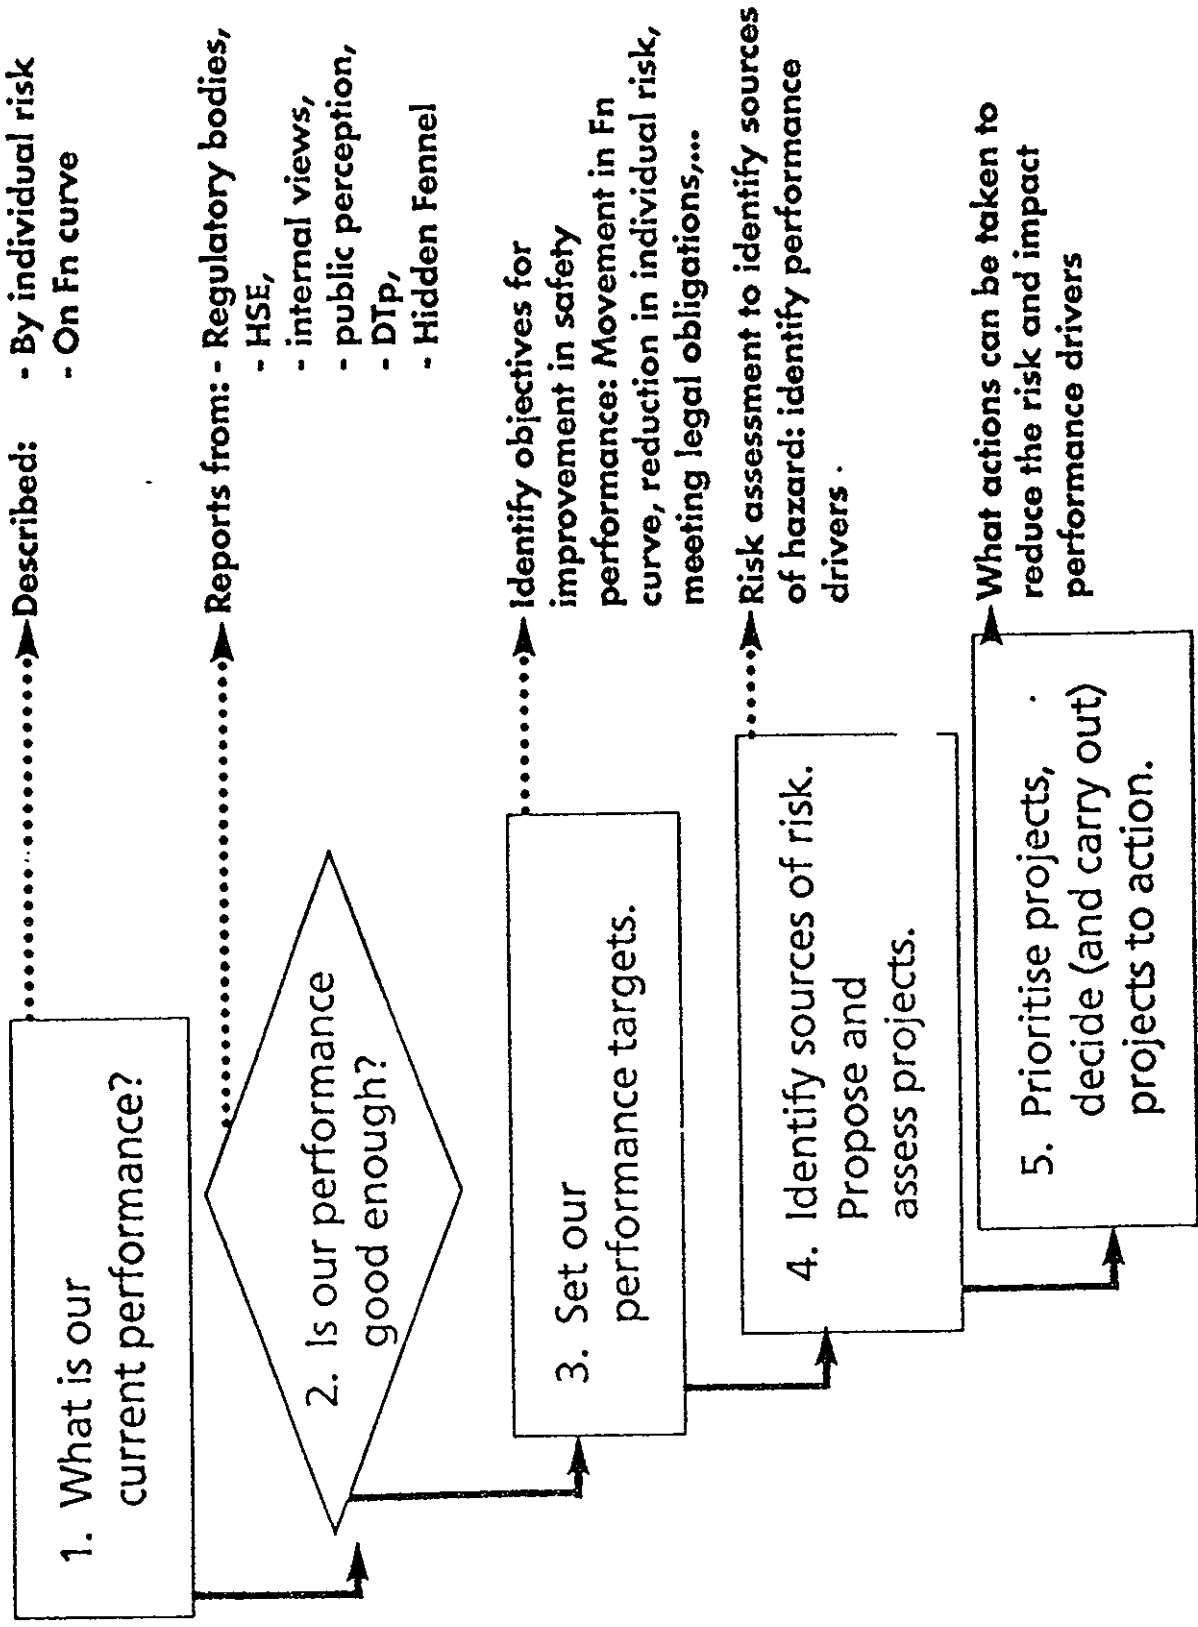 1. What is our
current performance?
Described: - By individual risk
- On Fn curve
2. Is our performance
good enough?
Reports from: - Regulatory bodies,
- HSE,
- internal views,
- public perception,
- DTp,
- Hidden Fennel
3. Set our
performance targets.
Identify objectives for
improvement in safety
performance: Movement in Fn
curve, reduction in individual risk,
meeting legal obligations,...
4. Identify sources of risk.
Propose and
assess projects.
Risk assessment to identify sources
of hazard: identify performance
drivers.
5. Prioritise projects,
decide (and carry out)
projects to action.
What actions can be taken to
reduce the risk and impact
performance drivers